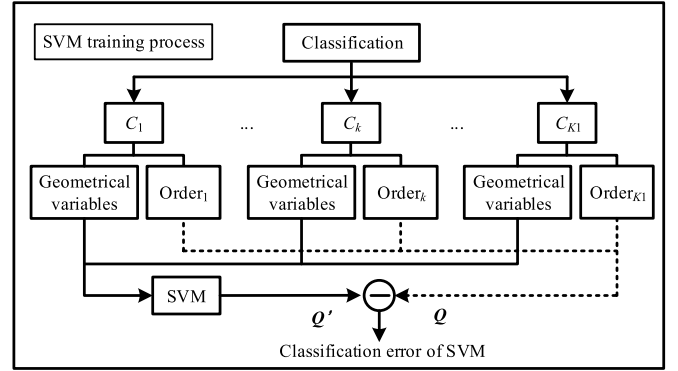 SVM training process
Classification
C1
...
Ck
...
CK1
Geometrical
variables
Order1
Geometrical
variables
Orderk
Geometrical
variables
OrderK1
SVM
Q'
Q
Classification error of SVM